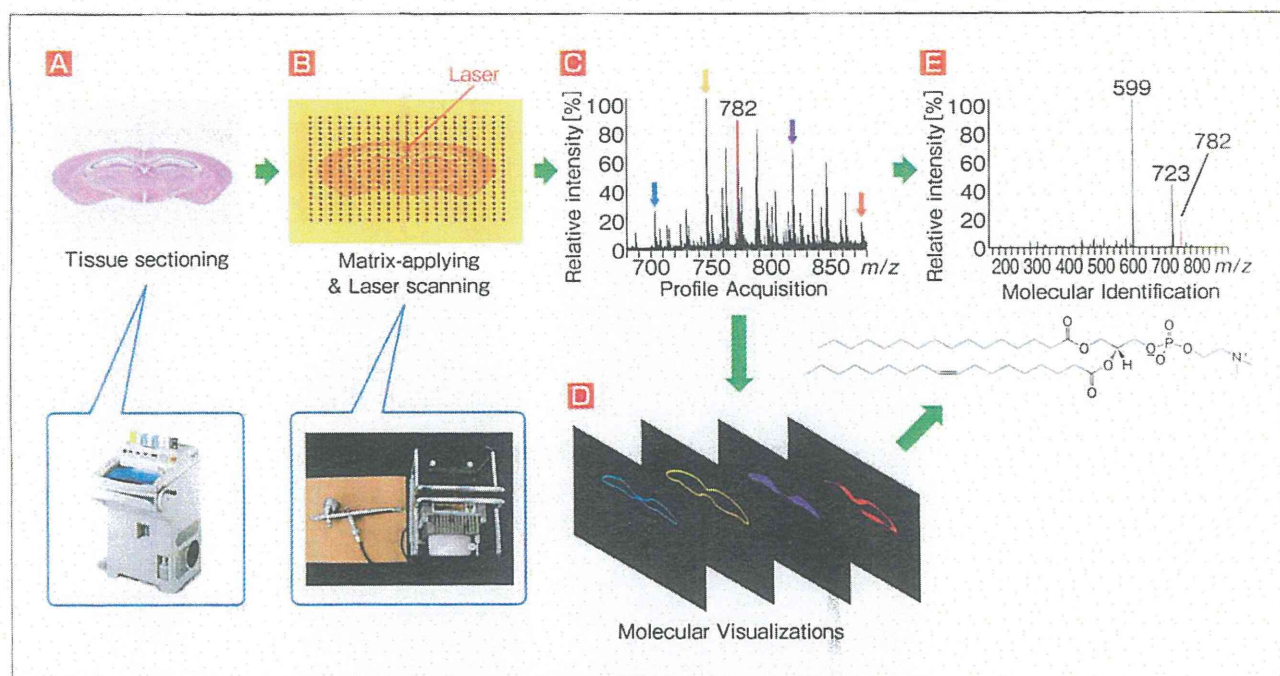 A
Tissue sectioning
B
Laser
Matrix-applying
& Laser scanning
C
Relative intensity [%]
100
80
60
40
20
0
782
700 750 800 850 m/z
Profile Acquisition
E
Relative intensity [%]
100
80
60
40
20
0
599
723
782
200 300 400 500 600 700 800 m/z
Molecular Identification
O
O
O
O
H
O
O
P
O
O
O
N+
D
Molecular Visualizations